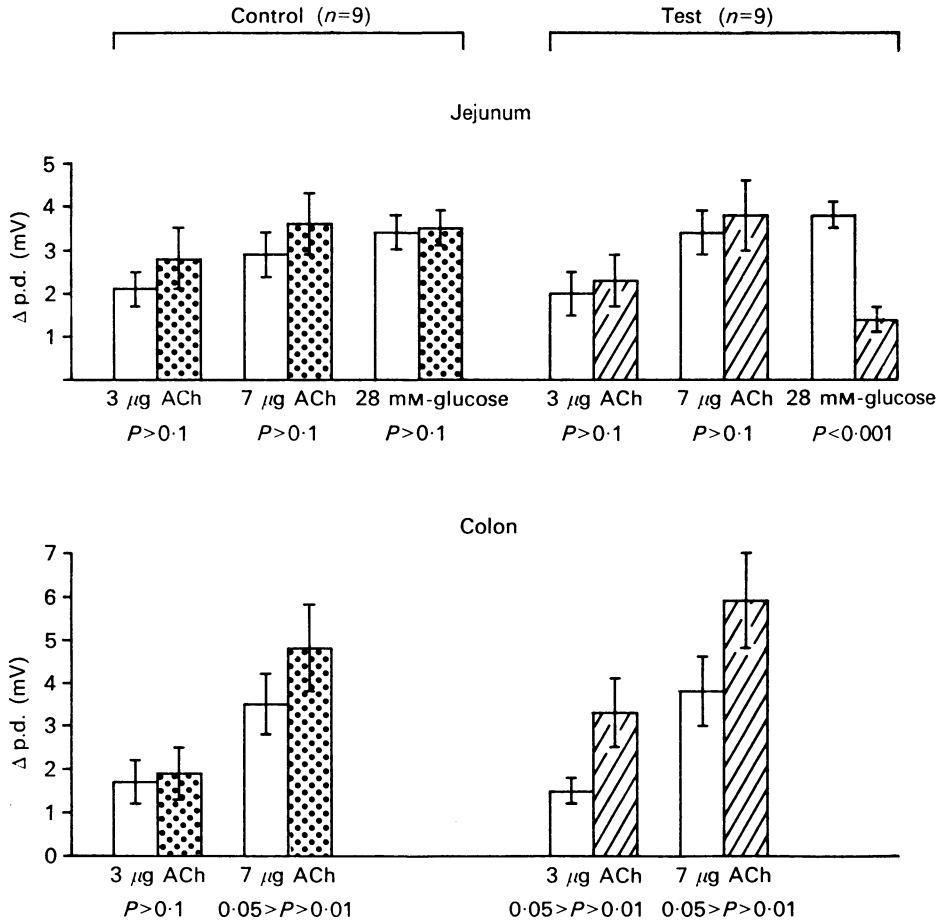 Control (n=9) Test (n=9)
Jejunum
5
4
3
2
1
Δ p.d. (mV)
3 μg ACh 7 μg ACh 28 mM-glucose 3 μg ACh 7 μg ACh 28 mM-glucose
P>0·1 P>0·1 P>0·1 P>0·1 P>0·1 P<0·001
Colon
7
6
5
4
3
2
1
0
Δ p.d. (mV)
3 μg ACh 7 μg ACh 3 μg ACh 7 μg ACh
P>0·1 0·05>P>0·01 0·05>P>0·01 0·05>P>0·01